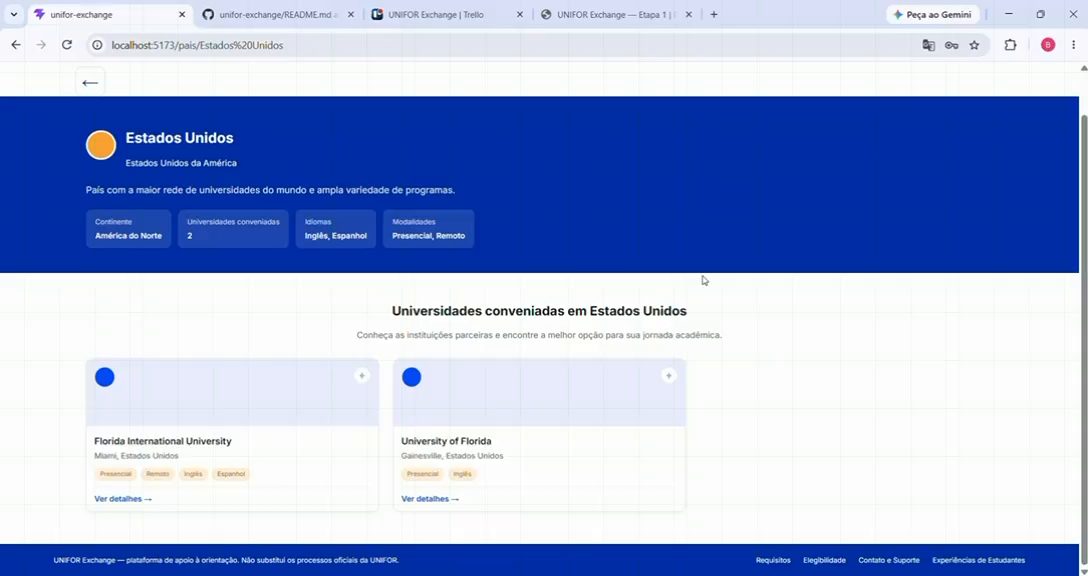 unifor-exchange
unifor-exchange/README.md a
UNIFOR Exchange | Trello
UNIFOR Exchange — Etapa 1 |
Peça ao Gemini
localhost:5173/pais/Estados%20Unidos
B
←
Estados Unidos
Estados Unidos da América
País com a maior rede de universidades do mundo e ampla variedade de programas.
Continente
América do Norte
Universidades conveniadas
2
Idiomas
Inglês, Espanhol
Modalidades
Presencial, Remoto
Universidades conveniadas em Estados Unidos
Conheça as instituições parceiras e encontre a melhor opção para sua jornada acadêmica.
+
Florida International University
Miami, Estados Unidos
Presencial Remoto Inglês Espanhol
Ver detalhes →
+
University of Florida
Gainesville, Estados Unidos
Presencial Inglês
Ver detalhes →
UNIFOR Exchange — plataforma de apoio à orientação. Não substitui os processos oficiais da UNIFOR.
Requisitos Elegibilidade Contato e Suporte Experiências de Estudantes